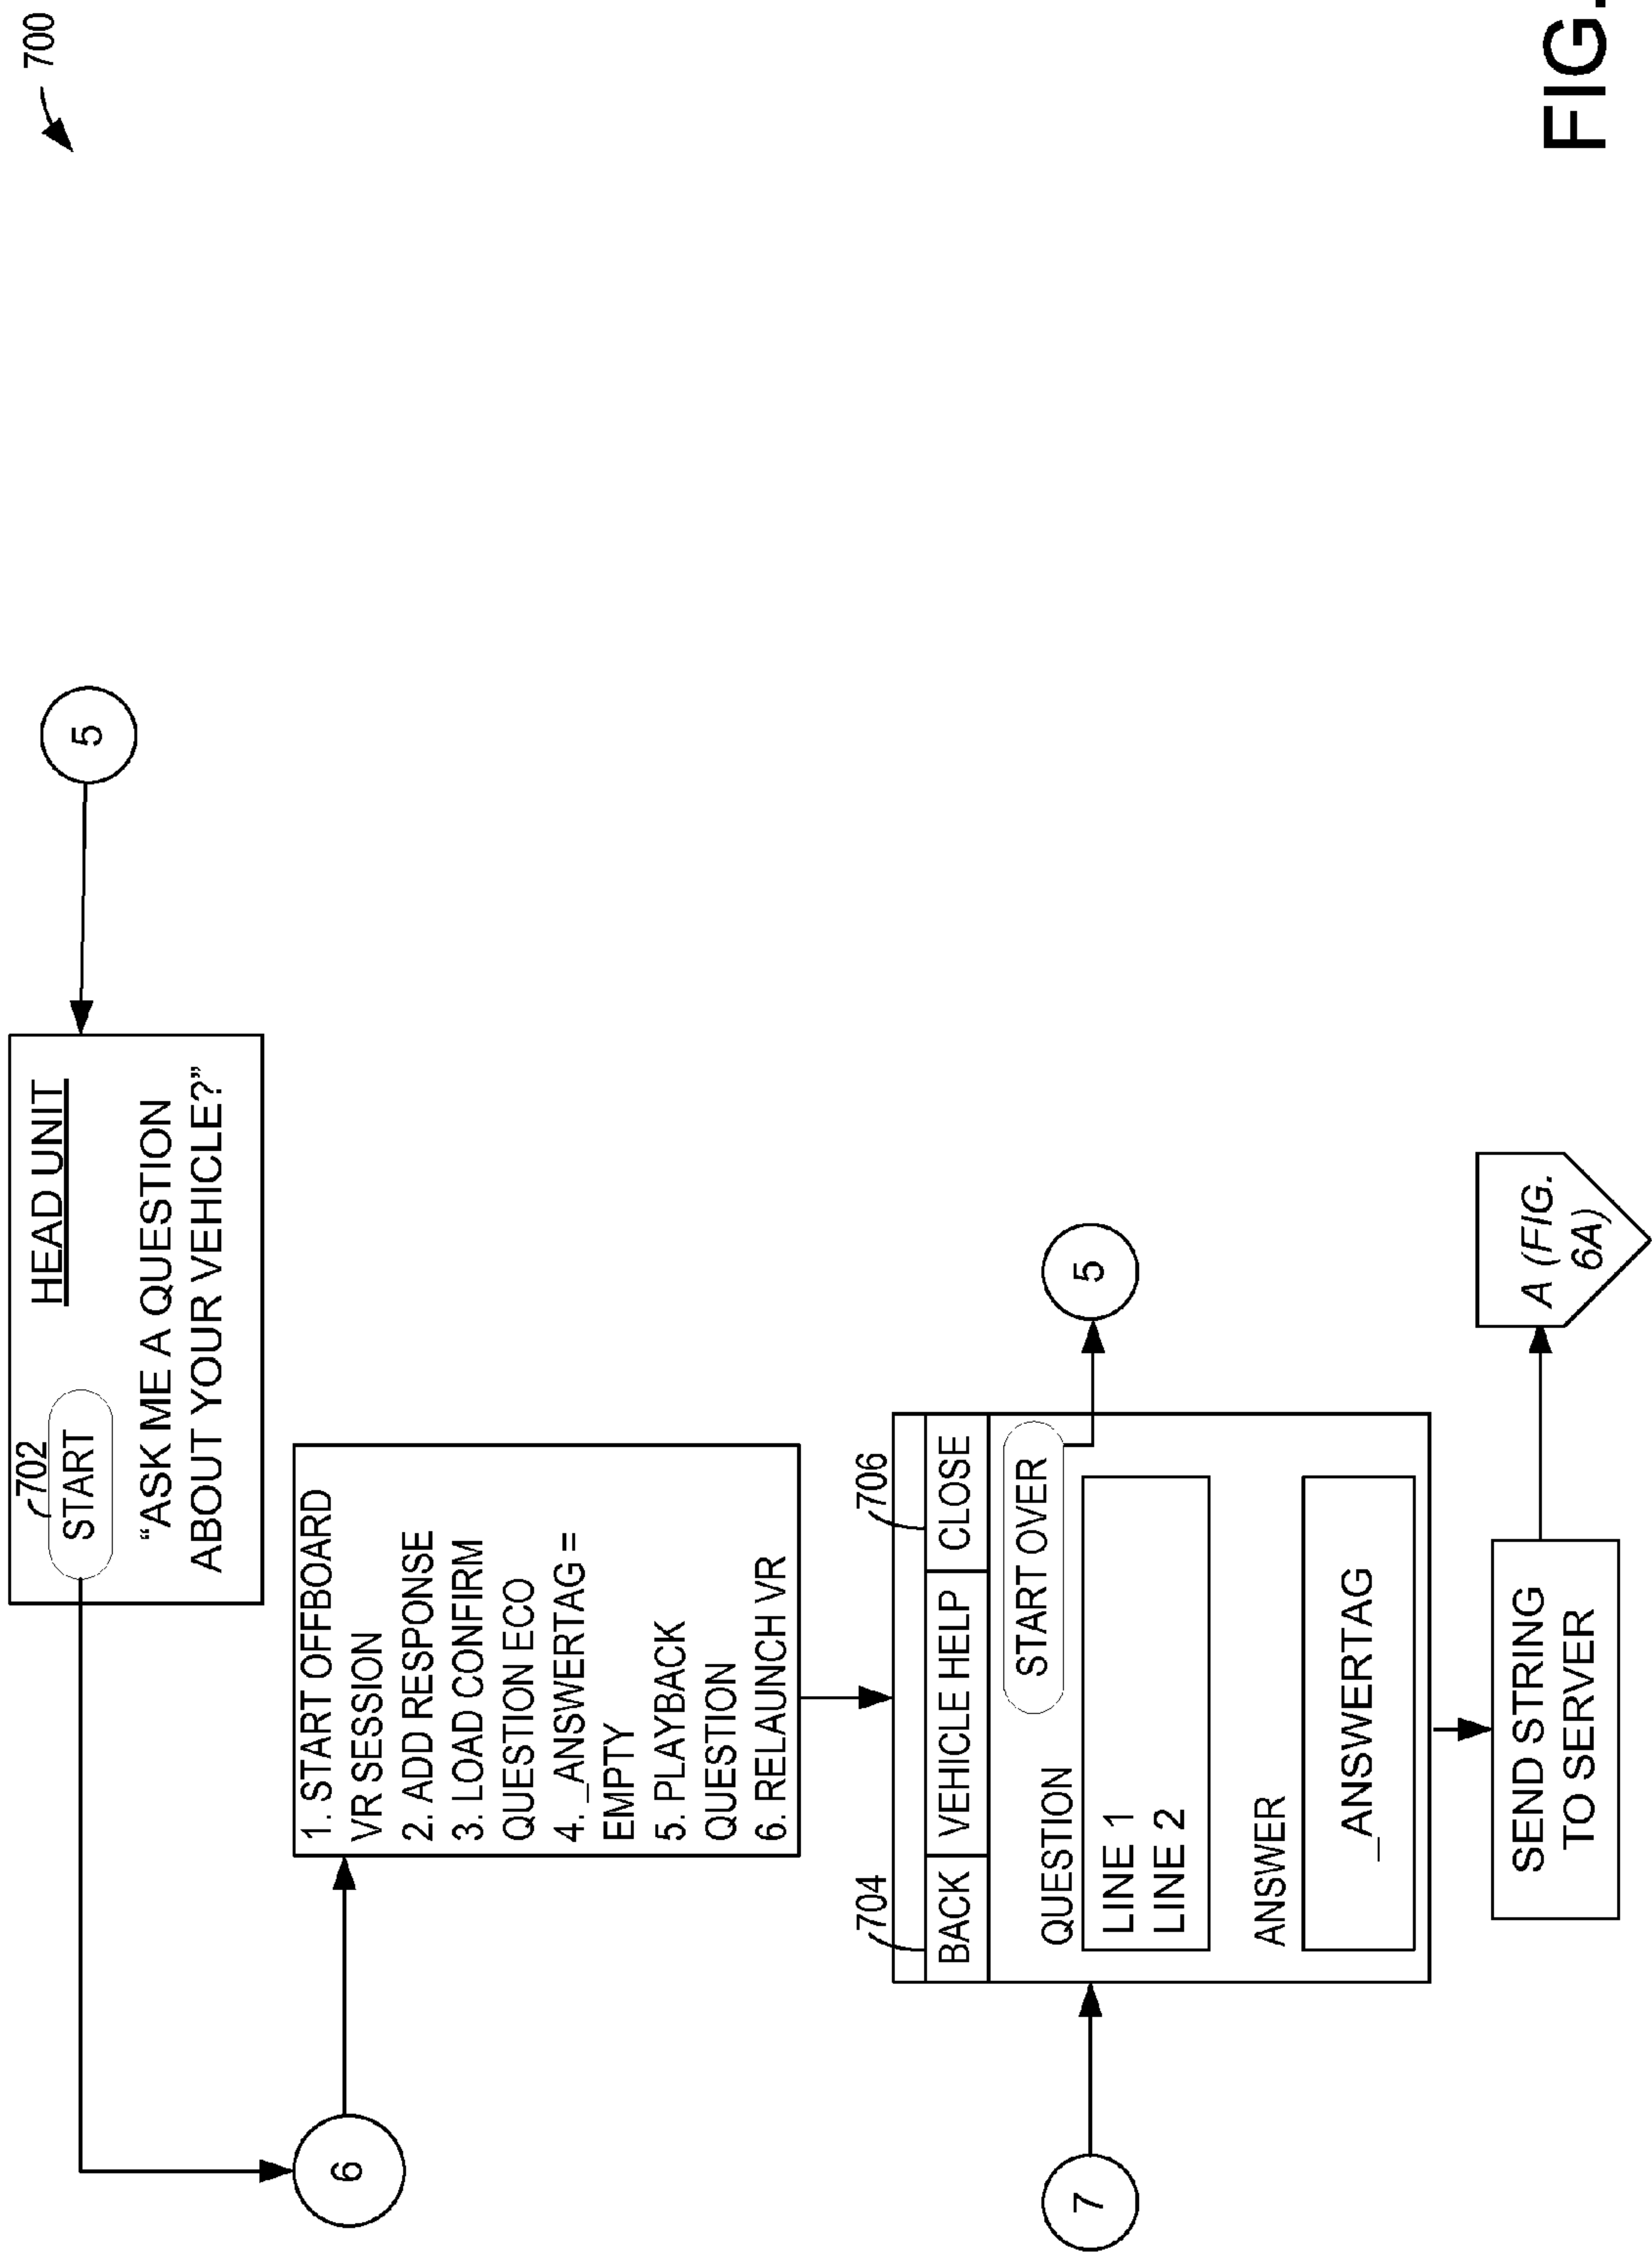 700
702
START
HEAD UNIT
“ASK ME A QUESTION
ABOUT YOUR VEHICLE?”
5
6
1. START OFFBOARD
VR SESSION
2. ADD RESPONSE
3. LOAD CONFIRM
QUESTION ECO
4. _ANSWERTAG =
EMPTY
5. PLAYBACK
QUESTION
6. RELAUNCH VR
704
706
BACK
VEHICLE HELP
CLOSE
START OVER
QUESTION
LINE 1
LINE 2
ANSWER
_ANSWERTAG
5
7
SEND STRING
TO SERVER
A (FIG.
6A)
FIG.